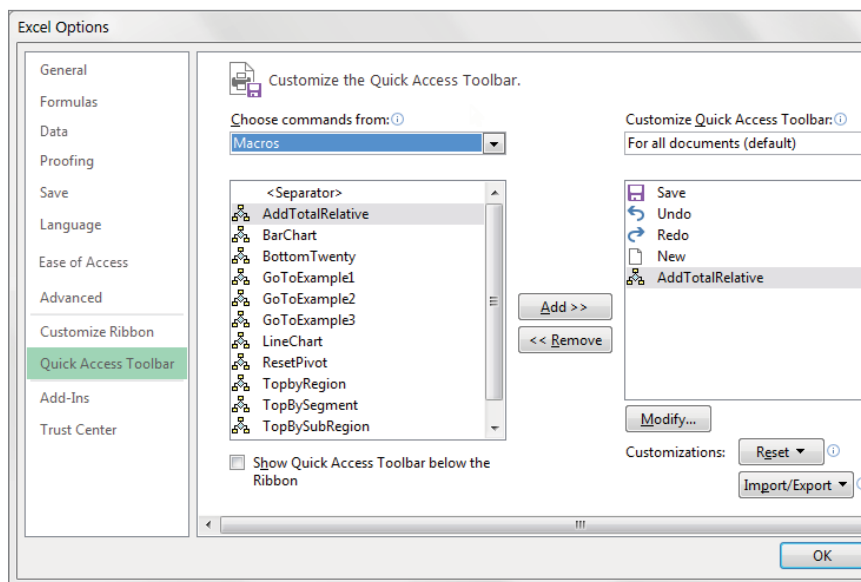 Excel Options
General
Formulas
Data
Proofing
Save
Language
Ease of Access
Advanced
Customize Ribbon
Quick Access Toolbar
Add-Ins
Trust Center
Customize the Quick Access Toolbar.
Choose commands from:
Macros
<Separator>
AddTotalRelative
BarChart
BottomTwenty
GoToExample1
GoToExample2
GoToExample3
LineChart
ResetPivot
TopbyRegion
TopBySegment
TopBySubRegion
Show Quick Access Toolbar below the
Ribbon
Add >>
<< Remove
Customize Quick Access Toolbar:
For all documents (default)
Save
Undo
Redo
New
AddTotalRelative
Modify...
Customizations:
Reset
Import/Export
OK